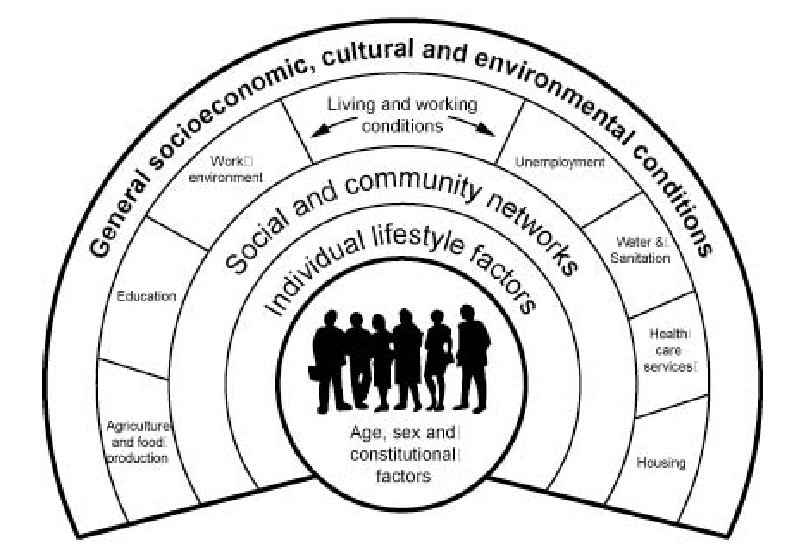 General socioeconomic, cultural and environmental conditions
Living and working
conditions
Work
environment
Unemployment
Education
Water &
Sanitation
Agriculture
and food
production
Health
care
services
Housing
Social and community networks
Individual lifestyle factors
Age, sex and
constitutional
factors